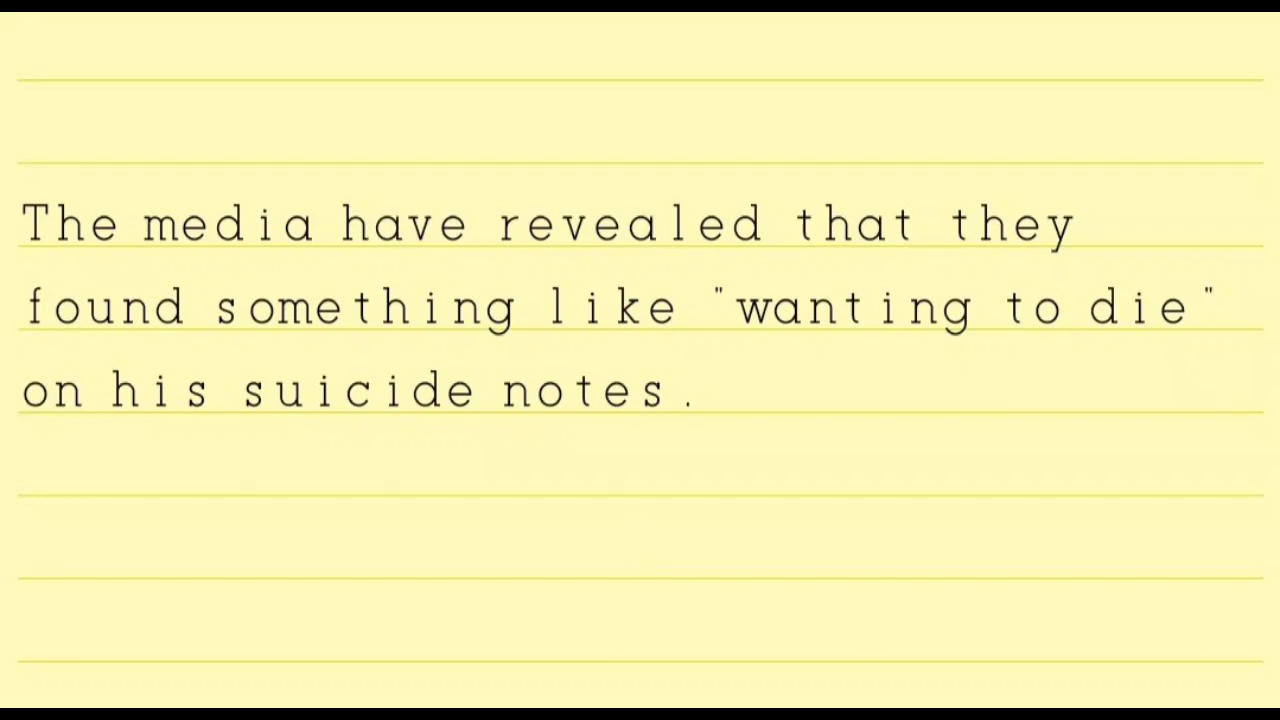 The media have revealed that they
found something like "wanting to die"
on his suicide notes.